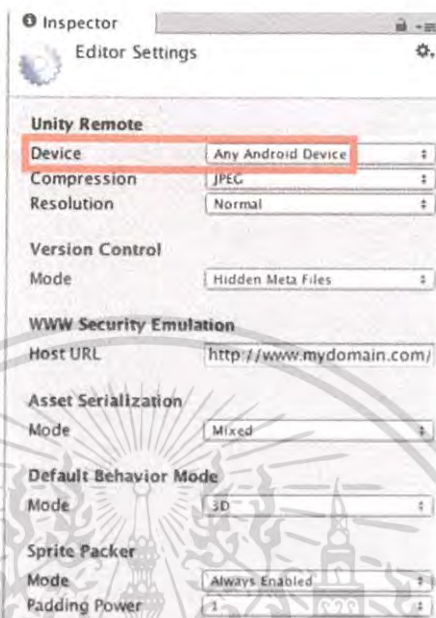 Inspector
Editor Settings
Unity Remote
Device Any Android Device
Compression JPEG
Resolution Normal
Version Control
Mode Hidden Meta Files
WWW Security Emulation
Host URL http://www.mydomain.com/
Asset Serialization
Mode Mixed
Default Behavior Mode
Mode 3D
Sprite Packer
Mode Always Enabled
Padding Power 1